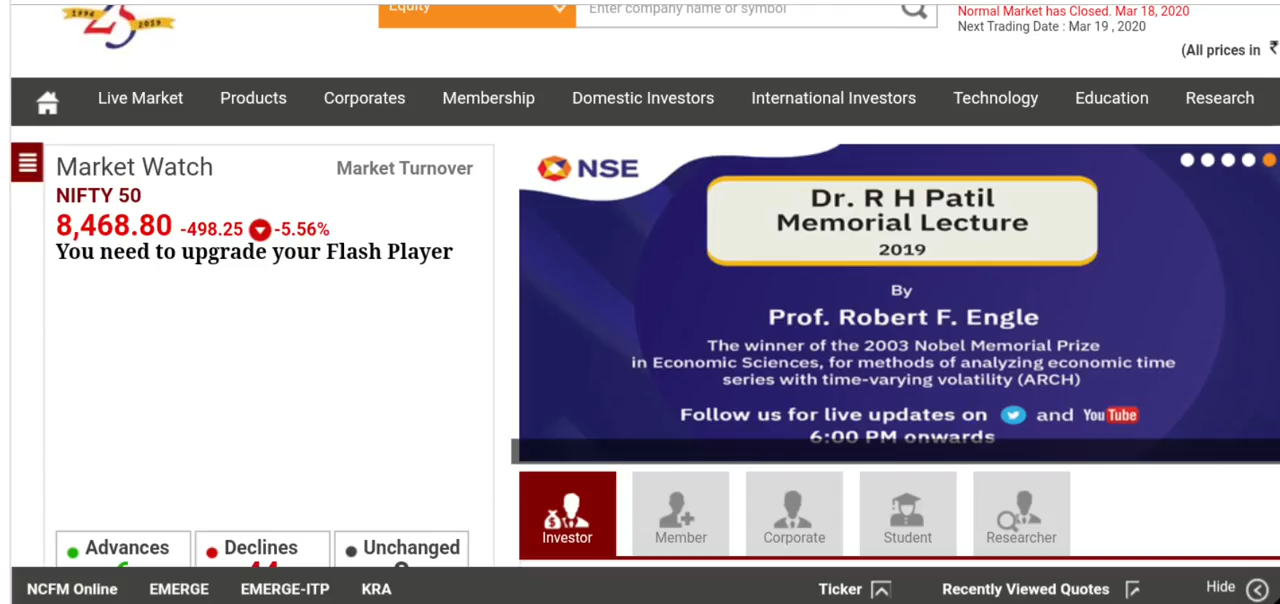 1994 2019
Equity
Enter company name or symbol
Normal Market has Closed. Mar 18, 2020
Next Trading Date : Mar 19 , 2020
(All prices in ₹
Live Market Products Corporates Membership Domestic Investors International Investors Technology Education Research
Market Watch
Market Turnover
NIFTY 50
8,468.80 -498.25 -5.56%
You need to upgrade your Flash Player
Advances Declines Unchanged
NSE
Dr. R H Patil
Memorial Lecture
2019
By
Prof. Robert F. Engle
The winner of the 2003 Nobel Memorial Prize
in Economic Sciences, for methods of analyzing economic time
series with time-varying volatility (ARCH)
Follow us for live updates on and YouTube
6:00 PM onwards
Investor Member Corporate Student Researcher
NCFM Online EMERGE EMERGE-ITP KRA Ticker Recently Viewed Quotes Hide